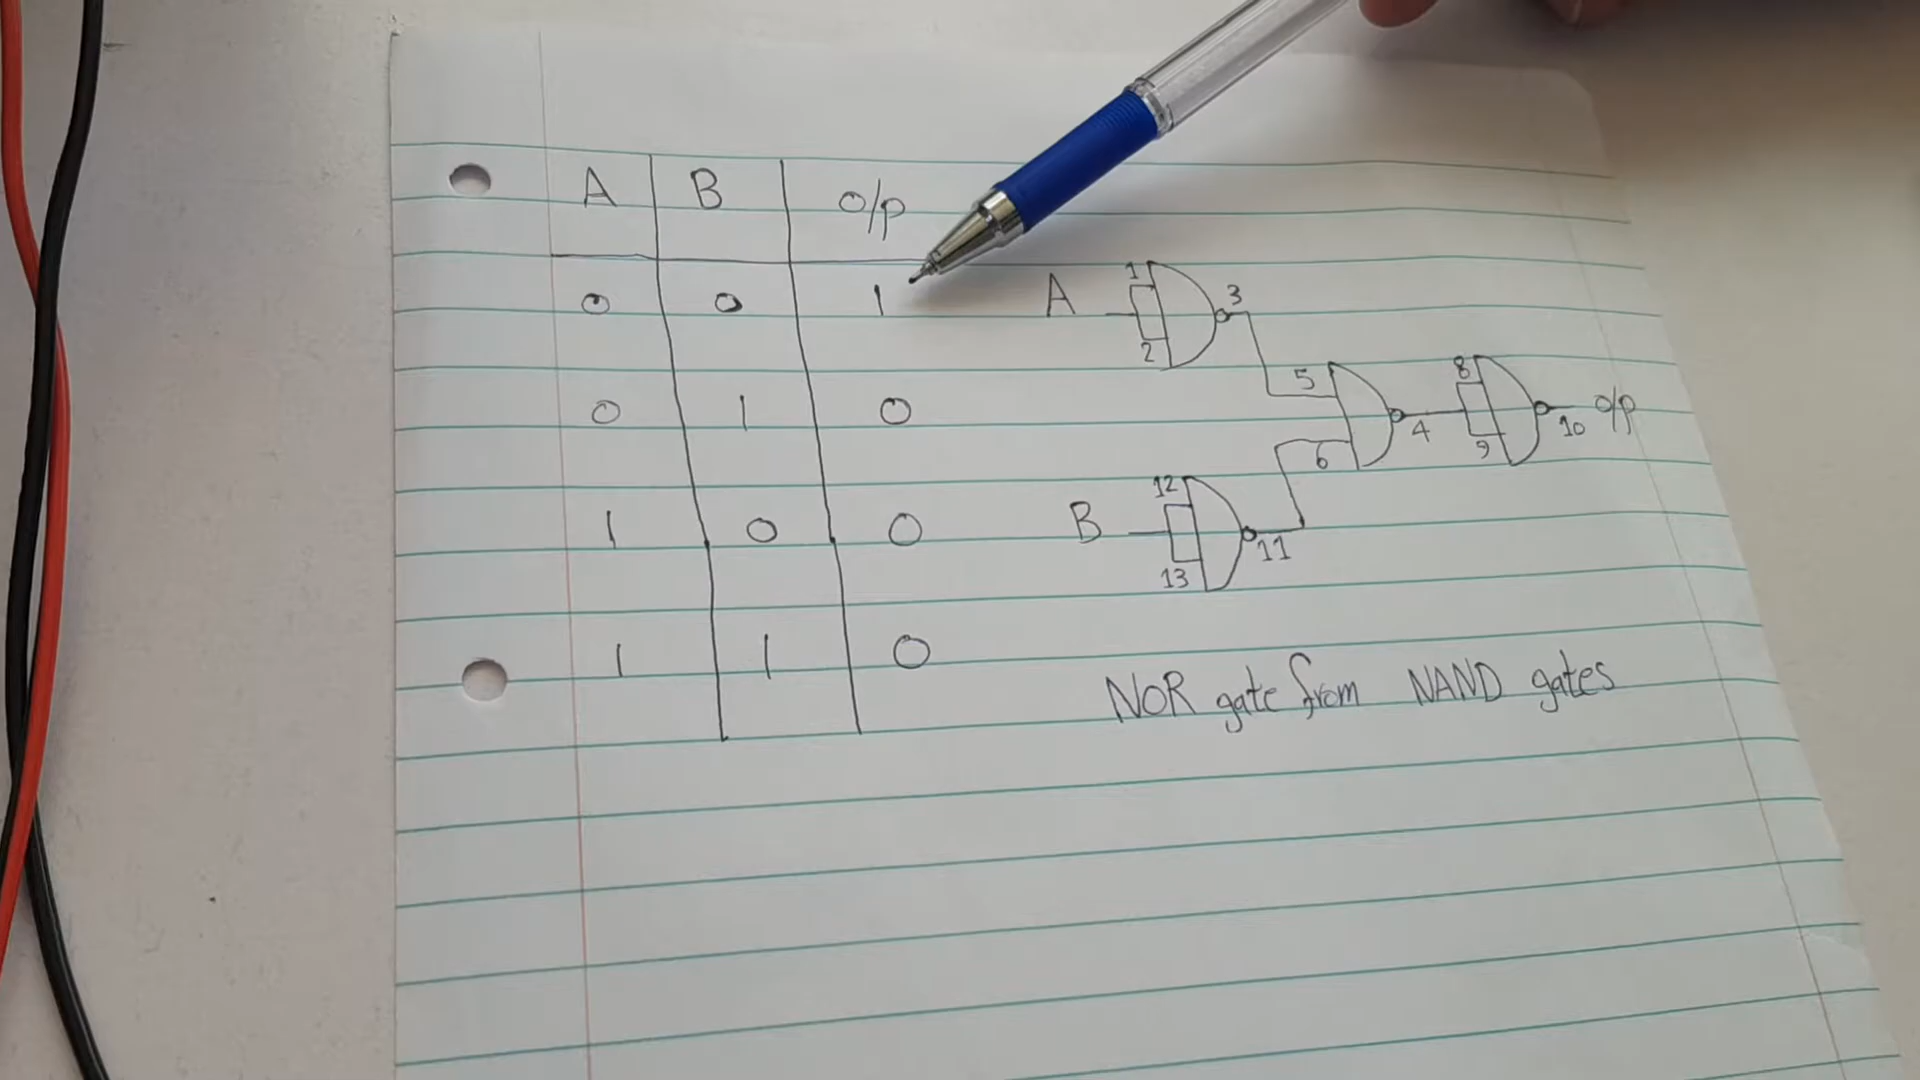 A B o/p
0 0 1
0 1 0
1 0 0
1 1 0
A 1 2 3
5 6 4
8 9 10 o/p
B 12 13 11
NOR gate from NAND gates